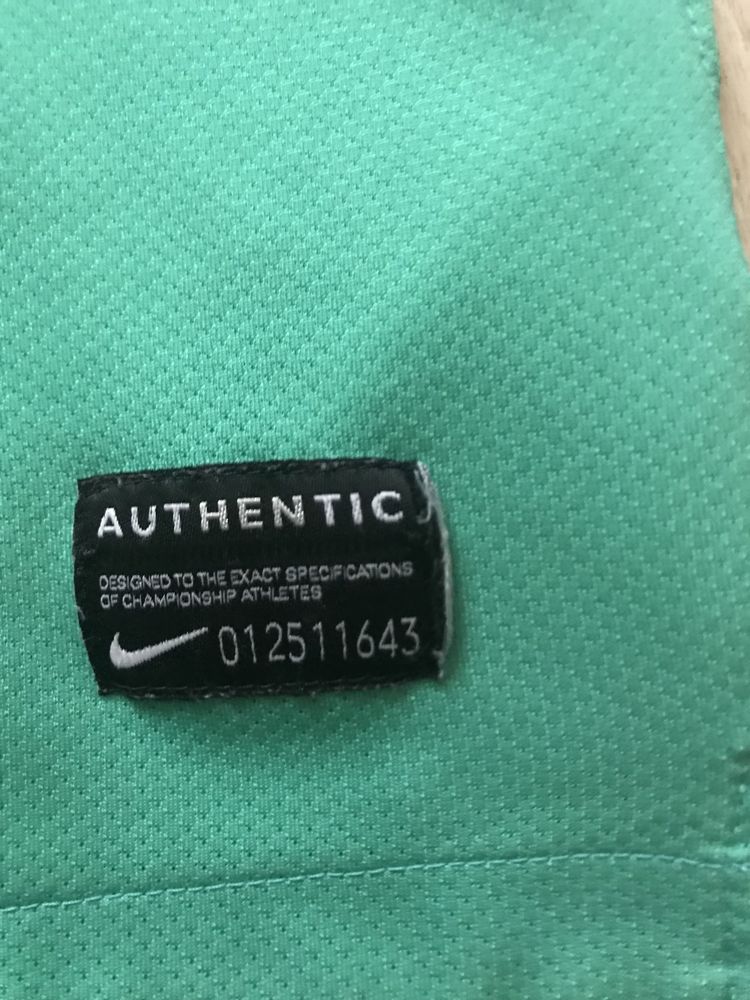 AUTHENTIC
DESIGNED TO THE EXACT SPECIFICATIONS
OF CHAMPIONSHIP ATHLETES
012511643